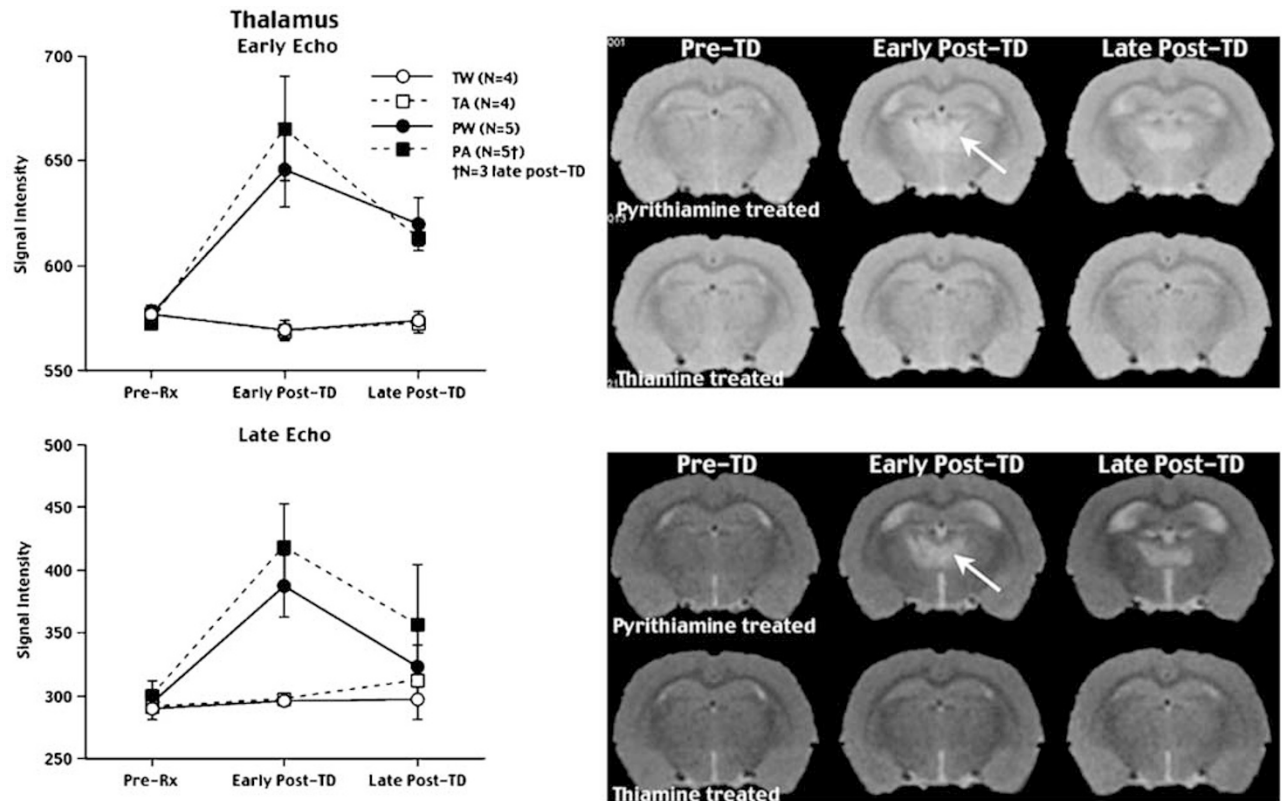 Thalamus
Early Echo
700
650
600
550
Signal Intensity
TW (N=4)
TA (N=4)
PW (N=5)
PA (N=5†)
†N=3 late post-TD
Pre-Rx
Early Post-TD
Late Post-TD
Late Echo
500
450
400
350
300
250
Signal Intensity
Pre-Rx
Early Post-TD
Late Post-TD
Pre-TD
Early Post-TD
Late Post-TD
Pyrithiamine treated
Thiamine treated
Pre-TD
Early Post-TD
Late Post-TD
Pyrithiamine treated
Thiamine treated